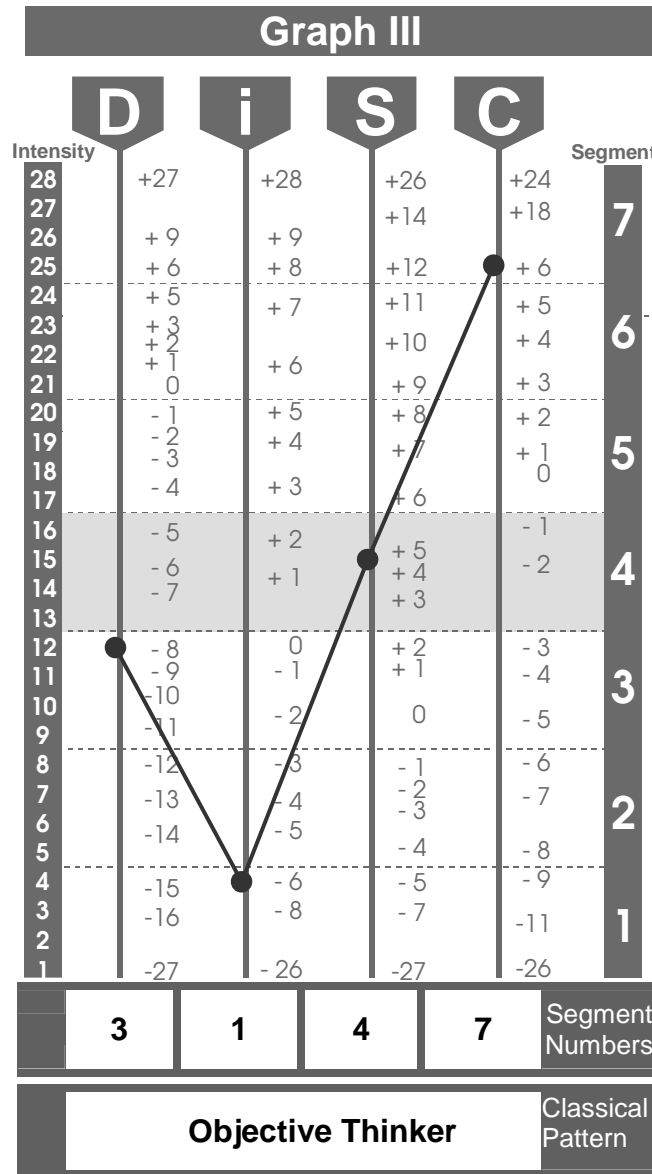 Graph III
D i S C
Intensity Segment
28 +27 +28 +26 +24
27 +14 +18
7
26 + 9 + 9
25 + 6 + 8 +12 + 6
24 + 5 + 7 +11 + 5
23 + 3
6
+ 2 +10 + 4
22 + 1 + 6
21 0 + 9 + 3
20 - 1 + 5 + 8 + 2
19 - 2 + 4 + 7 + 1
5
- 3
18 0
17 - 4 + 3 + 6
16 - 5 + 2 - 1
15 - 6 + 5 - 2
4
14 - 7 + 1 + 4
+ 3
13
12 - 8 0 + 2 - 3
11 - 9 - 1 + 1 - 4
3
10 -10 - 2 0 - 5
9 -11
8 -12 -3 - 1 - 6
7 -13 - 4 - 2 - 7
- 3
2
6 -14 - 5
5 - 4 - 8
4 -15 - 6 - 5 - 9
3 -16 - 8 - 7 -11
1
2
1 -27 - 26 -27 -26
3 1 4 7 Segment
Numbers
Objective Thinker Classical
Pattern